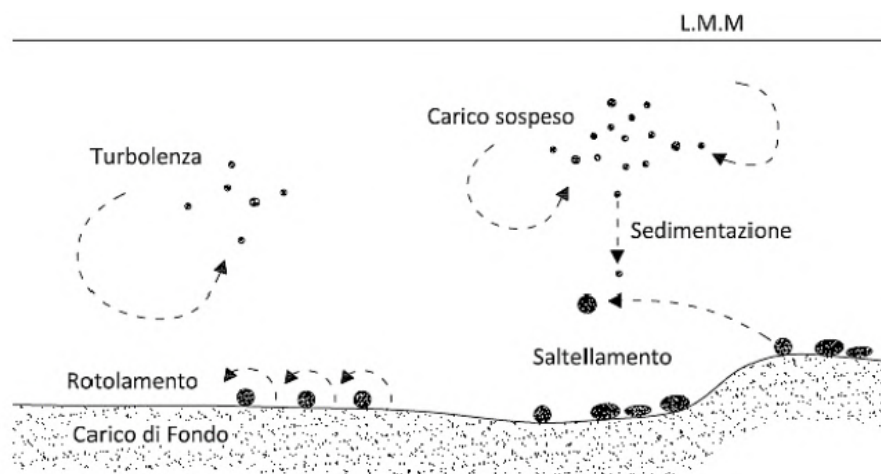 L.M.M
Carico sospeso
Turbolenza
Sedimentazione
Saltellamento
Rotolamento
Carico di Fondo